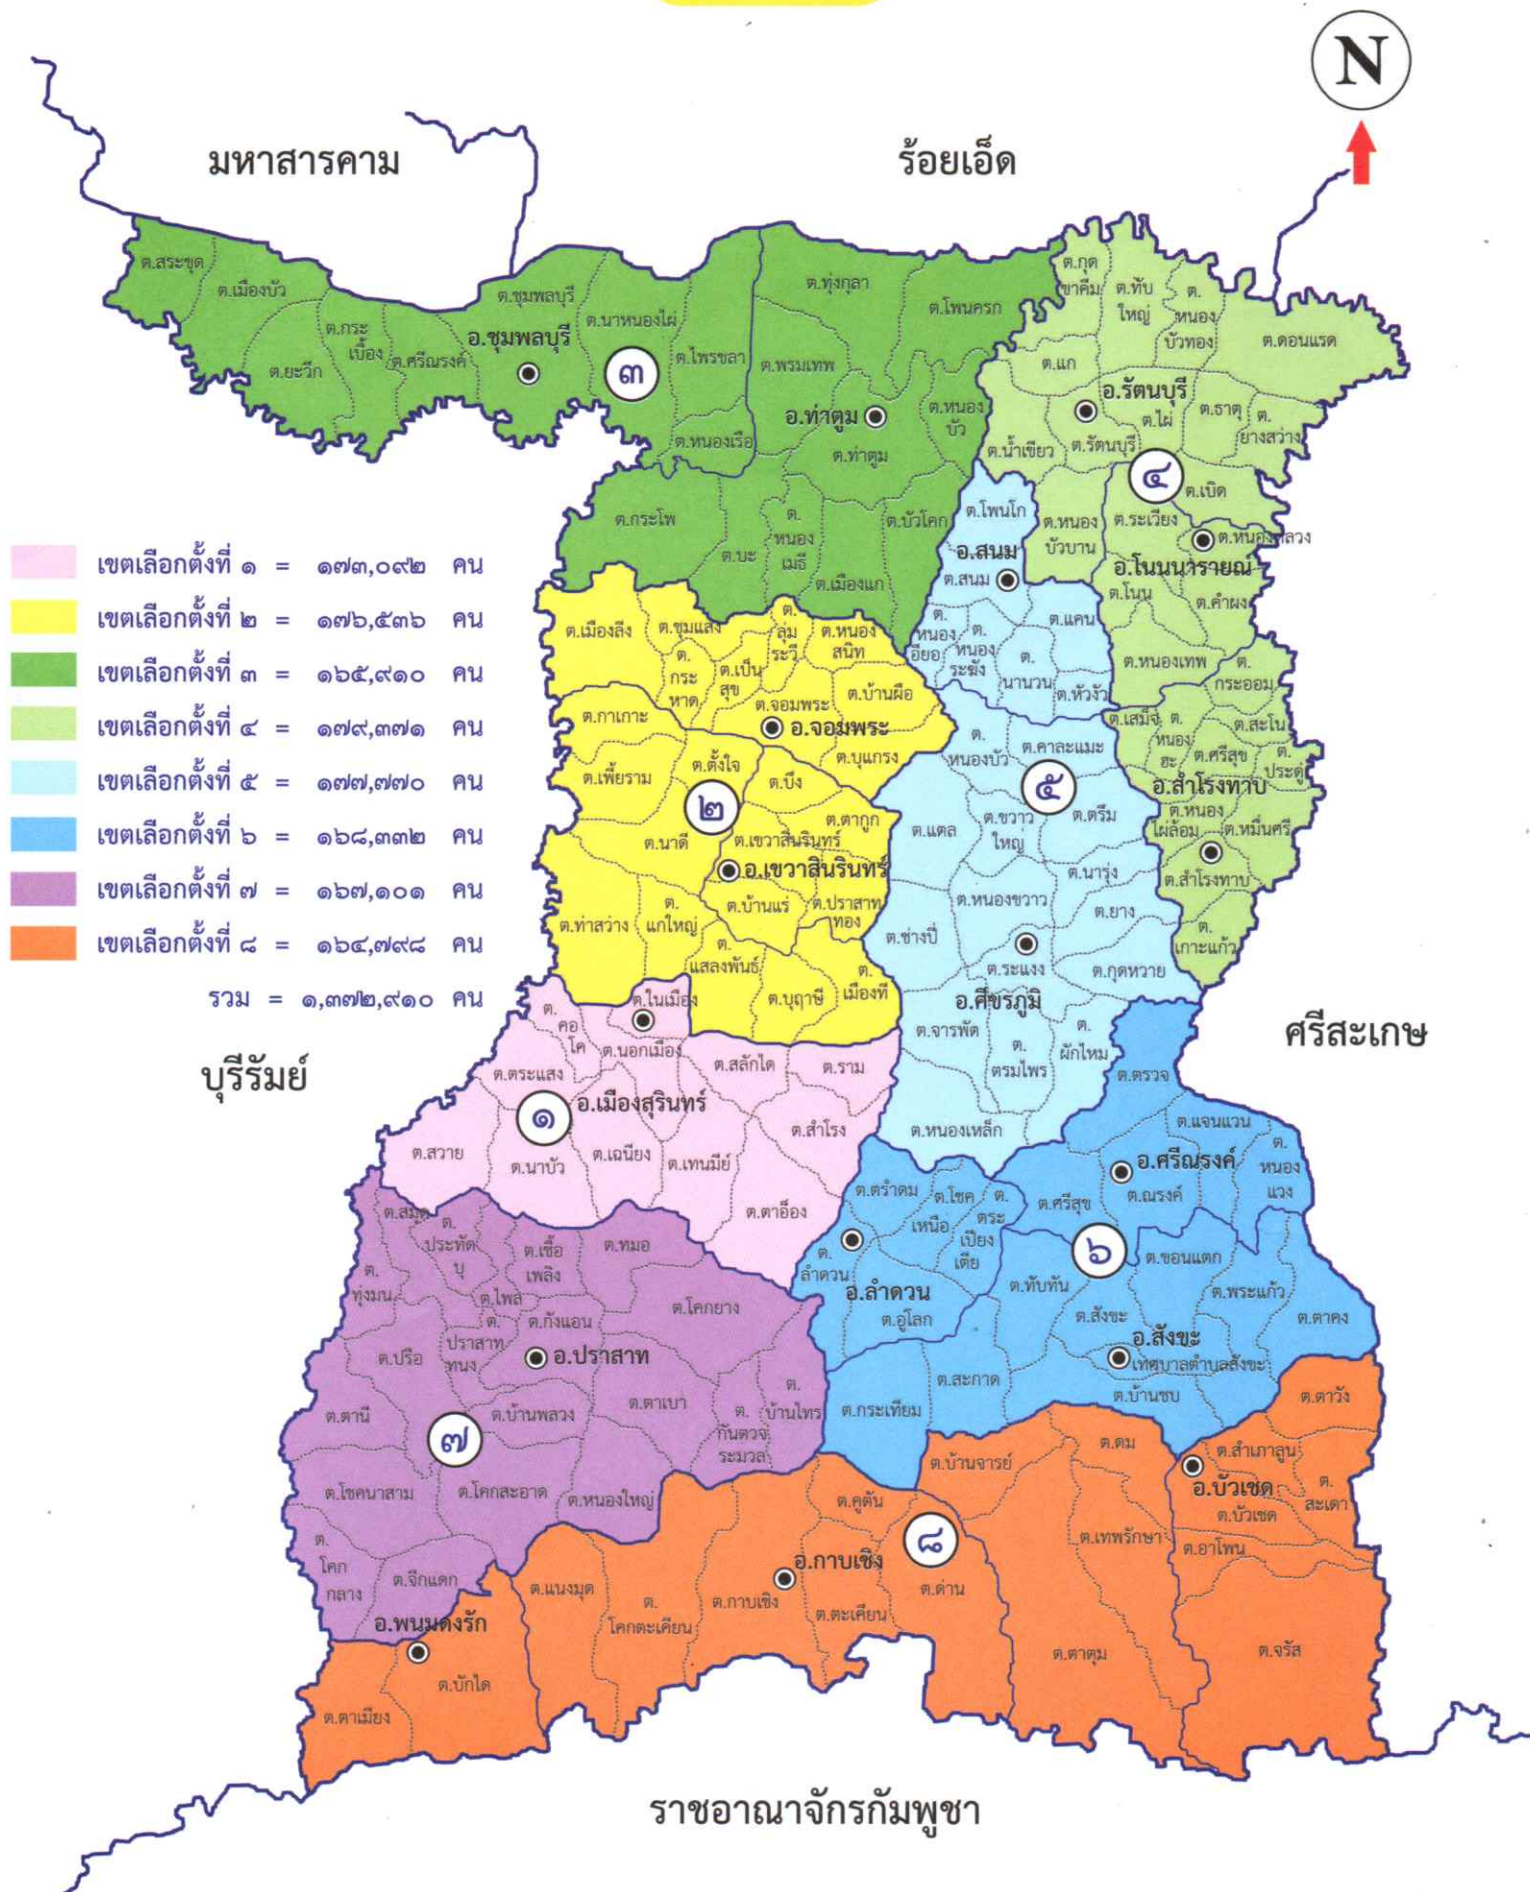 N
มหาสารคาม
ร้อยเอ็ด
ต.สระขุด
ต.เมืองบัว
ต.ยะวึก
ต.กระ
เบื้อง
ต.ศรีณรงค์
ต.ชุมพลบุรี
อ.ชุมพลบุรี
ต.นาหนองไผ่
๓
ต.ไพรขลา
ต.หนองเรือ
ต.ทุ่งกุลา
ต.โพนครก
ต.พรมเทพ
อ.ท่าตูม
ต.หนอง
บัว
ต.ท่าตูม
ต.กระโพ
ต.บะ
ต.
หนอง
เมธี
ต.บัวโคก
ต.เมืองแก
ต.กุด
ขาคีม
ต.ทับ
ใหญ่
ต.
หนอง
บัวทอง
ต.ดอนแรด
ต.แก
อ.รัตนบุรี
ต.ไผ่
ต.ธาตุ
ต.
ยางสว่าง
ต.น้ำเขียว
ต.รัตนบุรี
๔
ต.เบิด
ต.หนอง
บัวบาน
ต.ระเวียง
ต.หนองหลวง
อ.โนนนารายณ์
ต.โนน
ต.คำผง
ต.หนองเทพ
ต.
กระออม
ต.เสม็จ
ต.
หนอง
ฮะ
ต.สะโน
ต.ศรีสุข
ต.
ประดู่
อ.สำโรงทาบ
ต.หนอง
ไผ่ล้อม
ต.หมื่นศรี
ต.สำโรงทาบ
ต.
เกาะแก้ว
ต.โพนโก
อ.สนม
ต.สนม
ต.
หนอง
อียอ
ต.
หนอง
ระฆัง
ต.
นานวน
ต.แคน
ต.หัวงัว
เขตเลือกตั้งที่ ๑ = ๑๗๓,๐๙๒ คน
เขตเลือกตั้งที่ ๒ = ๑๗๖,๕๓๖ คน
เขตเลือกตั้งที่ ๓ = ๑๖๕,๙๑๐ คน
เขตเลือกตั้งที่ ๔ = ๑๗๙,๓๗๑ คน
เขตเลือกตั้งที่ ๕ = ๑๗๗,๗๗๐ คน
เขตเลือกตั้งที่ ๖ = ๑๖๘,๓๓๒ คน
เขตเลือกตั้งที่ ๗ = ๑๖๗,๑๐๑ คน
เขตเลือกตั้งที่ ๘ = ๑๖๔,๗๙๘ คน
รวม = ๑,๓๗๒,๙๑๐ คน
ต.เมืองลีง
ต.ชุมแสง
ต.
กระ
หาด
ต.เป็น
สุข
ต.
ลุ่ม
ระวี
ต.หนอง
สนิท
ต.บ้านผือ
ต.จอมพระ
อ.จอมพระ
ต.บุแกรง
ต.กาเกาะ
ต.เพี้ยราม
ต.ตั้งใจ
๒
ต.บึง
ต.ตากูก
ต.นาดี
ต.เขวาสินรินทร์
อ.เขวาสินรินทร์
ต.บ้านแร่
ต.ปราสาท
ทอง
ต.ท่าสว่าง
ต.
แกใหญ่
ต.
แสลงพันธ์
ต.บุฤาษี
ต.
เมืองที
ต.
หนองบัว
ต.คาละแมะ
๕
ต.แตล
ต.ขวาว
ใหญ่
ต.ตรึม
ต.นารุ่ง
ต.หนองขวาว
ต.ยาง
ต.ช่างปี่
ต.ระแงง
ต.กุดหวาย
อ.ศีขรภูมิ
ต.จารพัต
ต.
ตรมไพร
ต.
ผักไหม
ต.หนองเหล็ก
ศรีสะเกษ
บุรีรัมย์
ต.ในเมือง
ต.
คอ
โค
ต.นอกเมือง
ต.ตระแสง
ต.สลักได
ต.ราม
๑
อ.เมืองสุรินทร์
ต.สำโรง
ต.สวาย
ต.นาบัว
ต.เฉนียง
ต.เทนมีย์
ต.ตาอ็อง
ต.ตรวจ
ต.แจนแวน
ต.
หนอง
แวง
อ.ศรีณรงค์
ต.ณรงค์
ต.ศรีสุข
๖
ต.ตรำดม
ต.โชค
เหนือ
ต.
ตระ
เปียง
เตีย
ต.
ลำดวน
อ.ลำดวน
ต.อู่โลก
ต.ทับทัน
ต.ขอนแตก
ต.พระแก้ว
ต.ตาคง
ต.สังขะ
อ.สังขะ
เทศบาลตำบลสังขะ
ต.บ้านชบ
ต.สะกาด
ต.กระเทียม
ต.สมุด
ต.
ประทัด
บุ
ต.เชื้อ
เพลิง
ต.ทมอ
ต.
ทุ่งมน
ต.ไพล
ต.โคกยาง
ต.
ปราสาท
ทนง
ต.กังแอน
ต.ปรือ
อ.ปราสาท
ต.ตานี
๗
ต.บ้านพลวง
ต.ตาเบา
ต.
กันตวจ
ระมวล
ต.
บ้านไทร
ต.โชคนาสาม
ต.โคกสะอาด
ต.หนองใหญ่
ต.
โคก
กลาง
ต.จีกแดก
อ.พนมดงรัก
ต.บักได
ต.ตาเมียง
ต.แนงมุด
ต.
โคกตะเคียน
ต.กาบเชิง
อ.กาบเชิง
ต.คูตัน
ต.ตะเคียน
๘
ต.บ้านจารย์
ต.ด่าน
ต.ดม
ต.เทพรักษา
ต.ตาตุม
ต.ตาวัง
ต.สำเภาลูน
อ.บัวเชด
ต.
สะเดา
ต.บัวเชด
ต.อาโพน
ต.จรัส
ราชอาณาจักรกัมพูชา